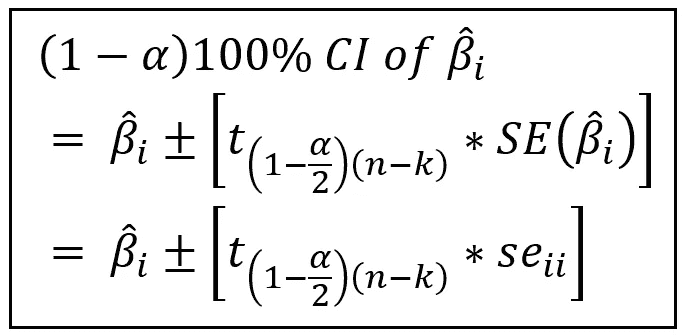 (1 − α)100% CI of β̂ᵢ
= β̂ᵢ ± [t₍₁₋α/2₎₍ₙ₋ₖ₎ * SE(β̂ᵢ)]
= β̂ᵢ ± [t₍₁₋α/2₎₍ₙ₋ₖ₎ * seᵢᵢ]